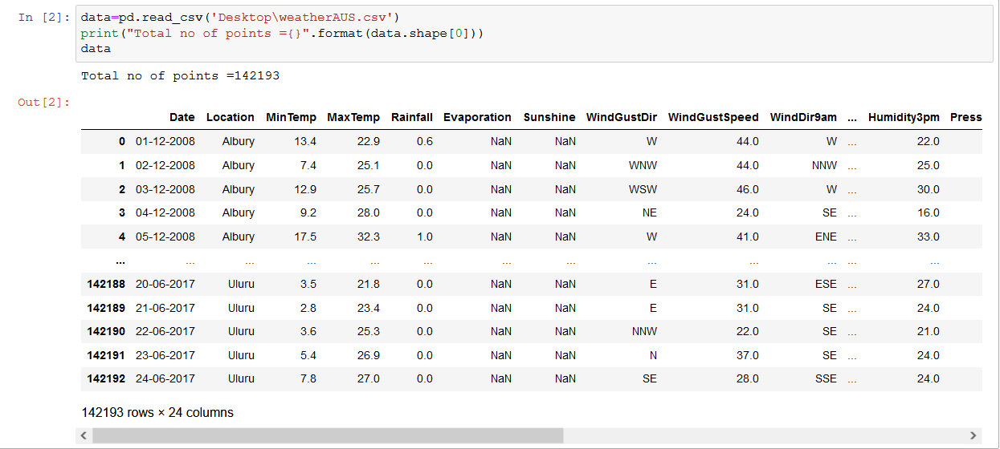 In [2]: data=pd.read_csv('Desktop\weatherAUS.csv')
print("Total no of points ={}".format(data.shape[0]))
data
Total no of points =142193
Out[2]:
Date Location MinTemp MaxTemp Rainfall Evaporation Sunshine WindGustDir WindGustSpeed WindDir9am ... Humidity3pm Press
0 01-12-2008 Albury 13.4 22.9 0.6 NaN NaN W 44.0 W ... 22.0
1 02-12-2008 Albury 7.4 25.1 0.0 NaN NaN WNW 44.0 NNW ... 25.0
2 03-12-2008 Albury 12.9 25.7 0.0 NaN NaN WSW 46.0 W ... 30.0
3 04-12-2008 Albury 9.2 28.0 0.0 NaN NaN NE 24.0 SE ... 16.0
4 05-12-2008 Albury 17.5 32.3 1.0 NaN NaN W 41.0 ENE ... 33.0
... ... ... ... ... ... ... ... ... ... ... ... ...
142188 20-06-2017 Uluru 3.5 21.8 0.0 NaN NaN E 31.0 ESE ... 27.0
142189 21-06-2017 Uluru 2.8 23.4 0.0 NaN NaN E 31.0 SE ... 24.0
142190 22-06-2017 Uluru 3.6 25.3 0.0 NaN NaN NNW 22.0 SE ... 21.0
142191 23-06-2017 Uluru 5.4 26.9 0.0 NaN NaN N 37.0 SE ... 24.0
142192 24-06-2017 Uluru 7.8 27.0 0.0 NaN NaN SE 28.0 SSE ... 24.0
142193 rows × 24 columns